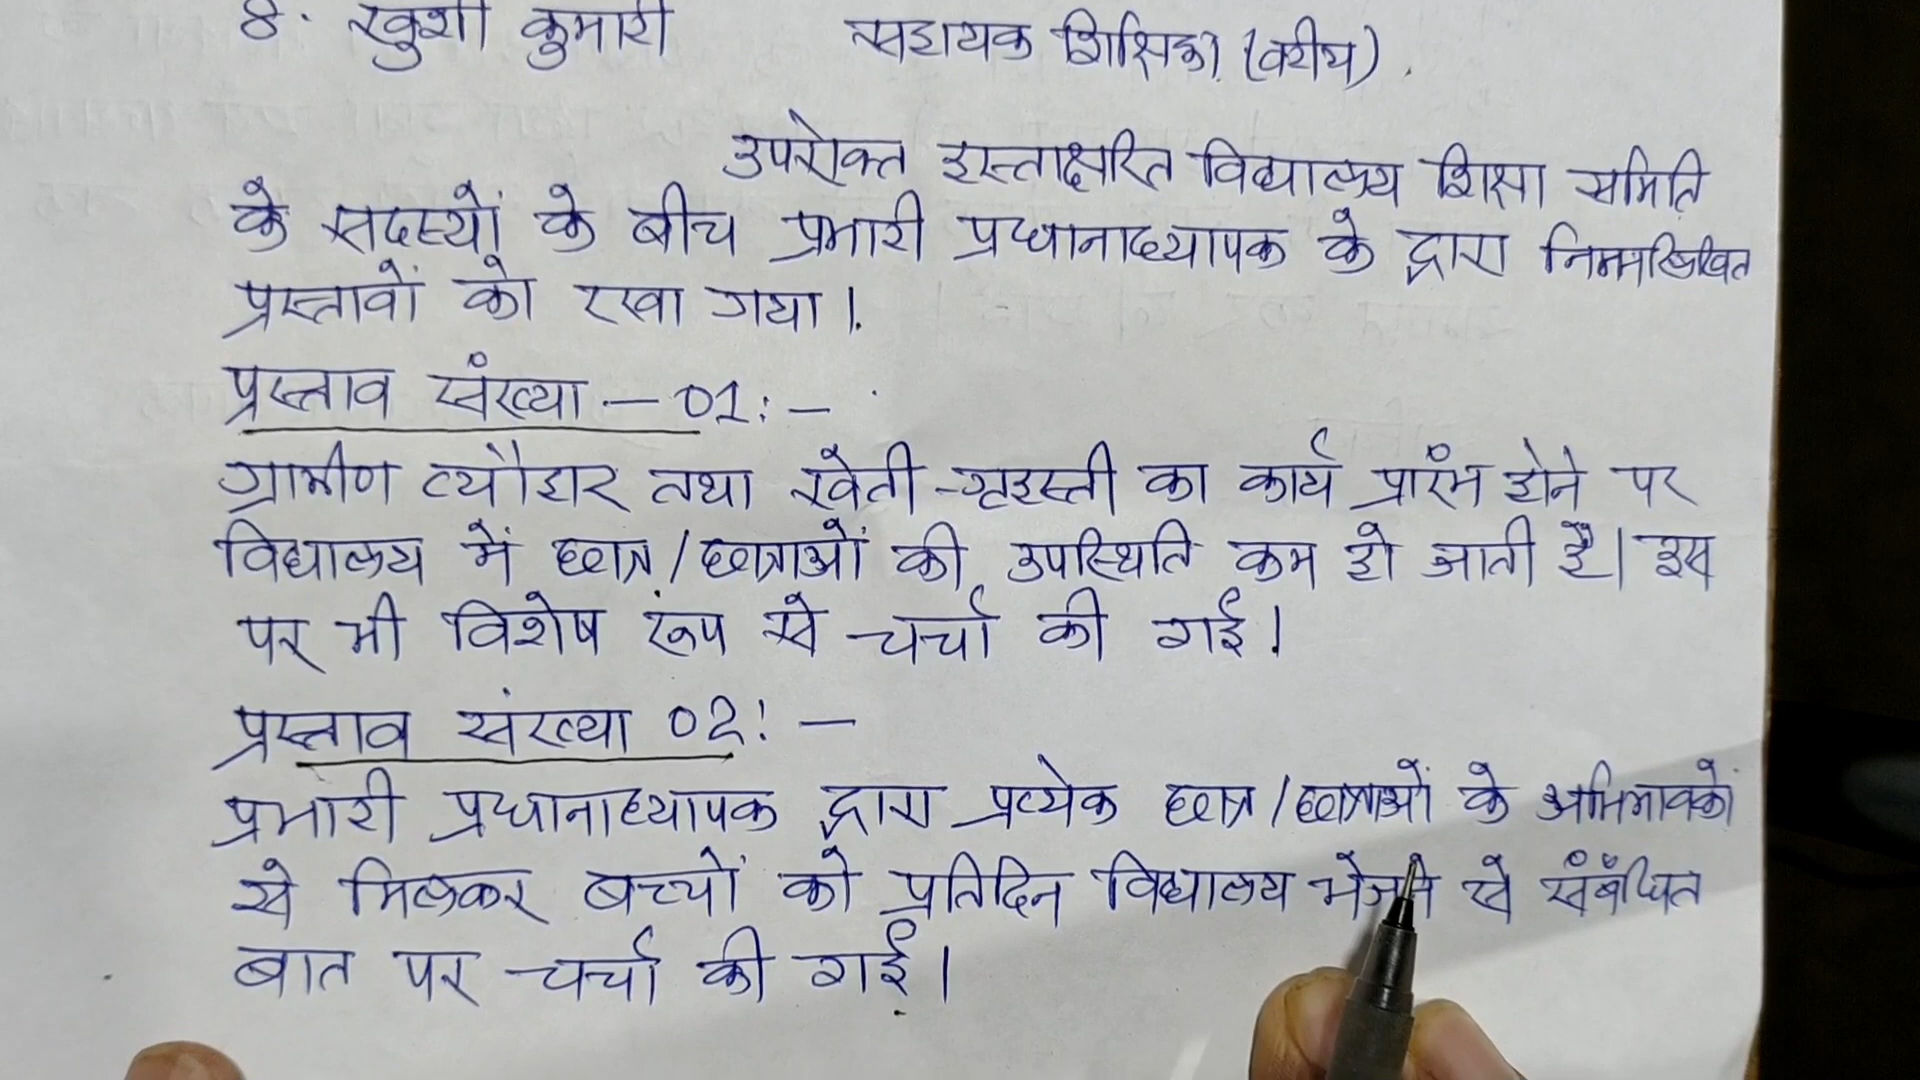 8. खुशी कुमारी सहायक शिक्षिका (वरीय).
उपरोक्त हस्ताक्षरित विद्यालय शिक्षा समिति
के सदस्यों के बीच प्रभारी प्रधानाध्यापक के द्वारा निम्नलिखित
प्रस्तावों को रखा गया।
प्रस्ताव संख्या - 01: -
ग्रामीण त्यौहार तथा खेती-गृहस्ती का कार्य प्रारंभ होने पर
विद्यालय में छात्र/छात्राओं की उपस्थिति कम हो जाती है। इस
पर भी विशेष रूप से चर्चा की गई।
प्रस्ताव संख्या 02: -
प्रभारी प्रधानाध्यापक द्वारा प्रत्येक छात्र/छात्राओं के अभिभावकों
से मिलकर बच्चों को प्रतिदिन विद्यालय भेजने से संबंधित
बात पर चर्चा की गई।